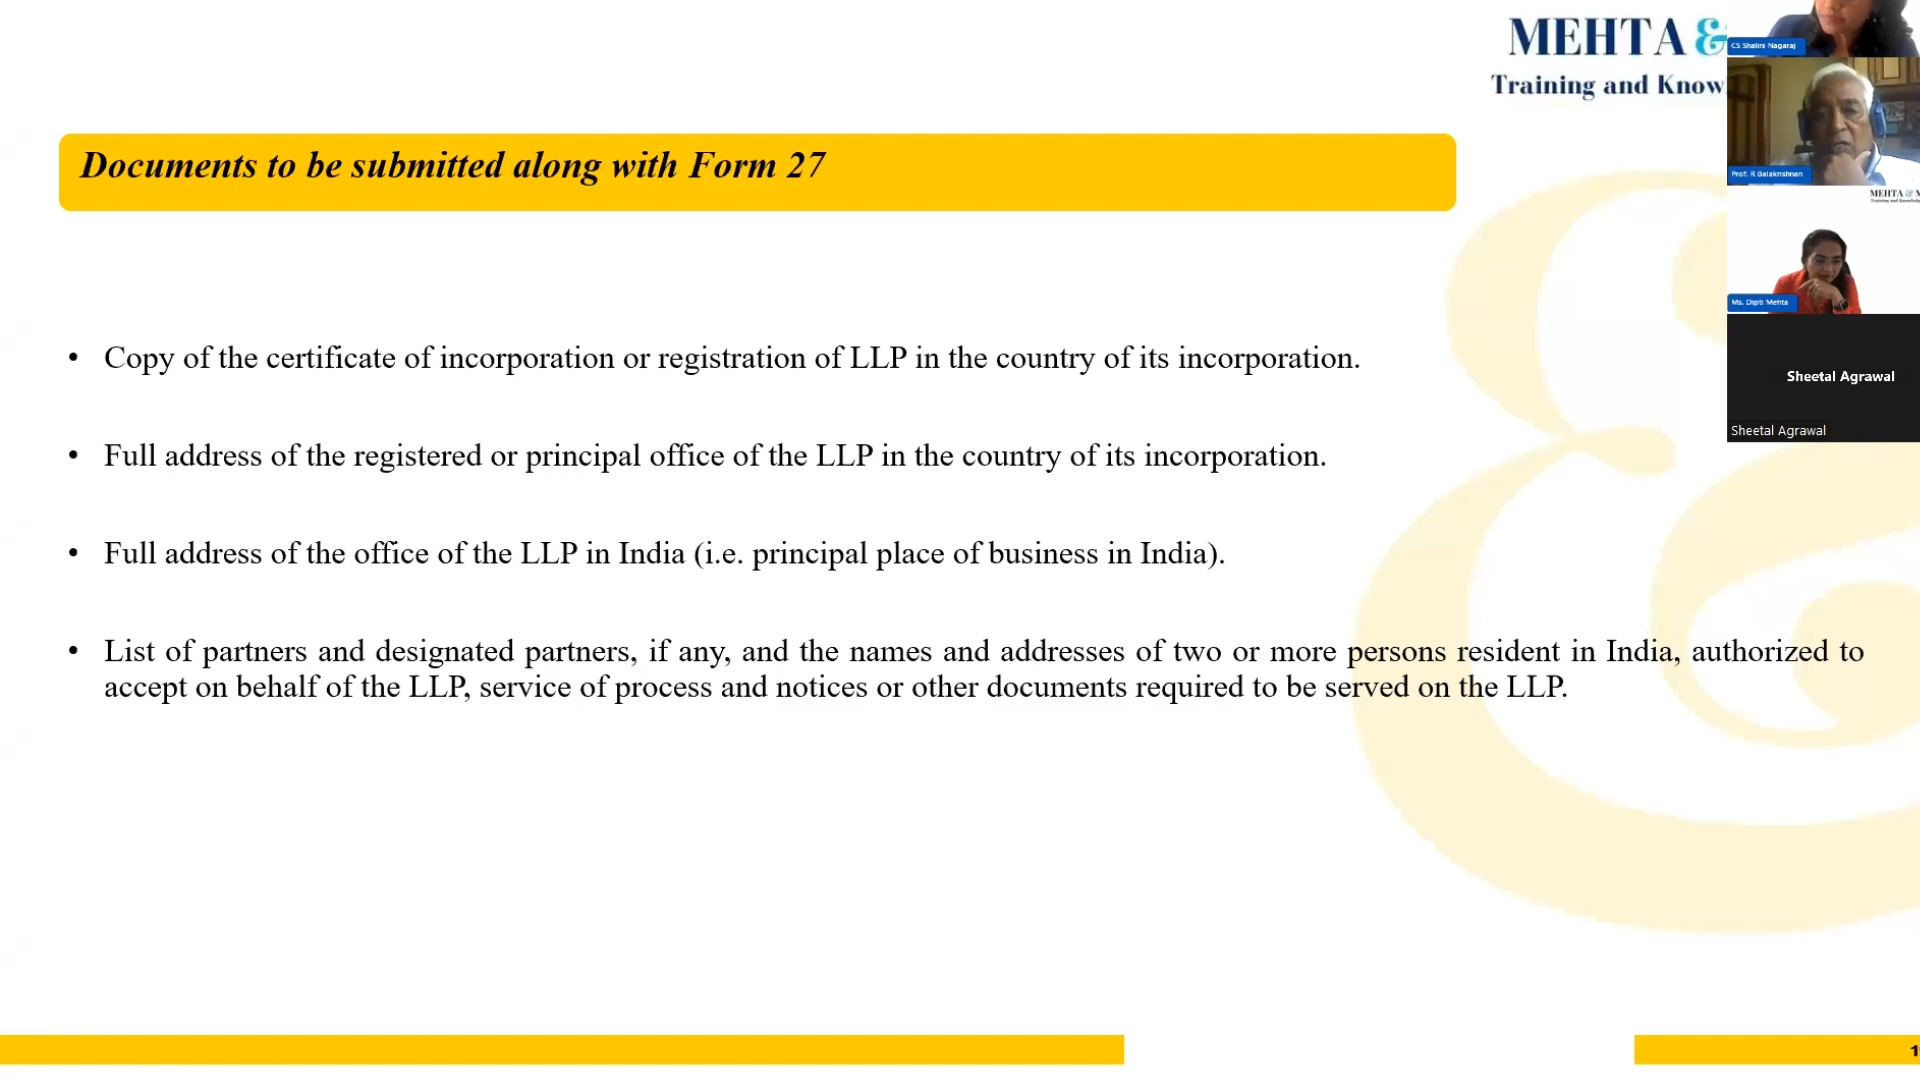 MEHTA &
Training and Know
CS Shalini Nagaraj
Prof. R Balakrishnan
MEHTA & M
Training and Knowledg
Ms. Dipti Mehta
Sheetal Agrawal
Sheetal Agrawal
Documents to be submitted along with Form 27
• Copy of the certificate of incorporation or registration of LLP in the country of its incorporation.
• Full address of the registered or principal office of the LLP in the country of its incorporation.
• Full address of the office of the LLP in India (i.e. principal place of business in India).
• List of partners and designated partners, if any, and the names and addresses of two or more persons resident in India, authorized to
accept on behalf of the LLP, service of process and notices or other documents required to be served on the LLP.